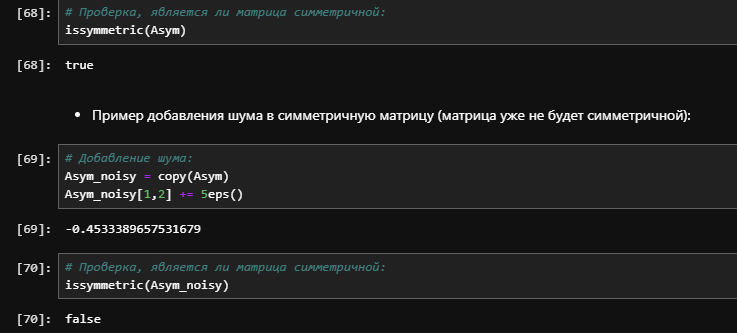 [68]: # Проверка, является ли матрица симметричной:
issymmetric(Asym)
[68]: true
• Пример добавления шума в симметричную матрицу (матрица уже не будет симметричной):
[69]: # Добавление шума:
Asym_noisy = copy(Asym)
Asym_noisy[1,2] += 5eps()
[69]: -0.4533389657531679
[70]: # Проверка, является ли матрица симметричной:
issymmetric(Asym_noisy)
[70]: false